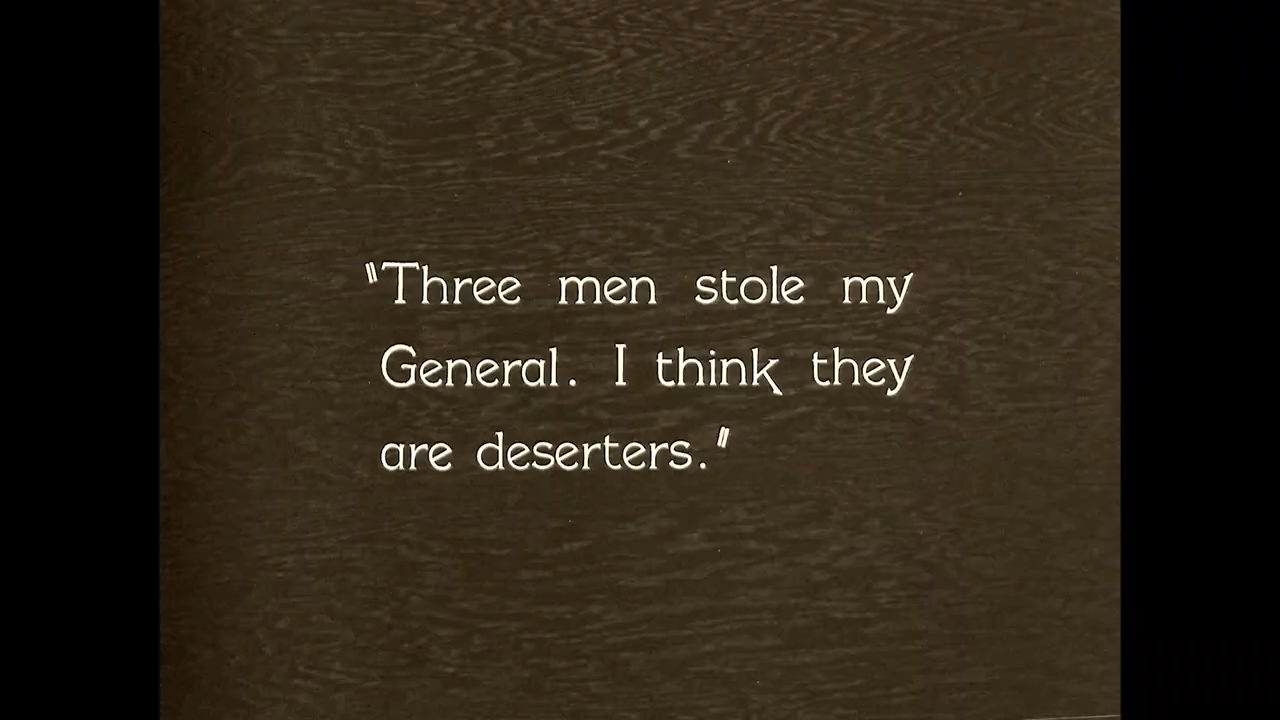 "Three men stole my
General. I think they
are deserters."